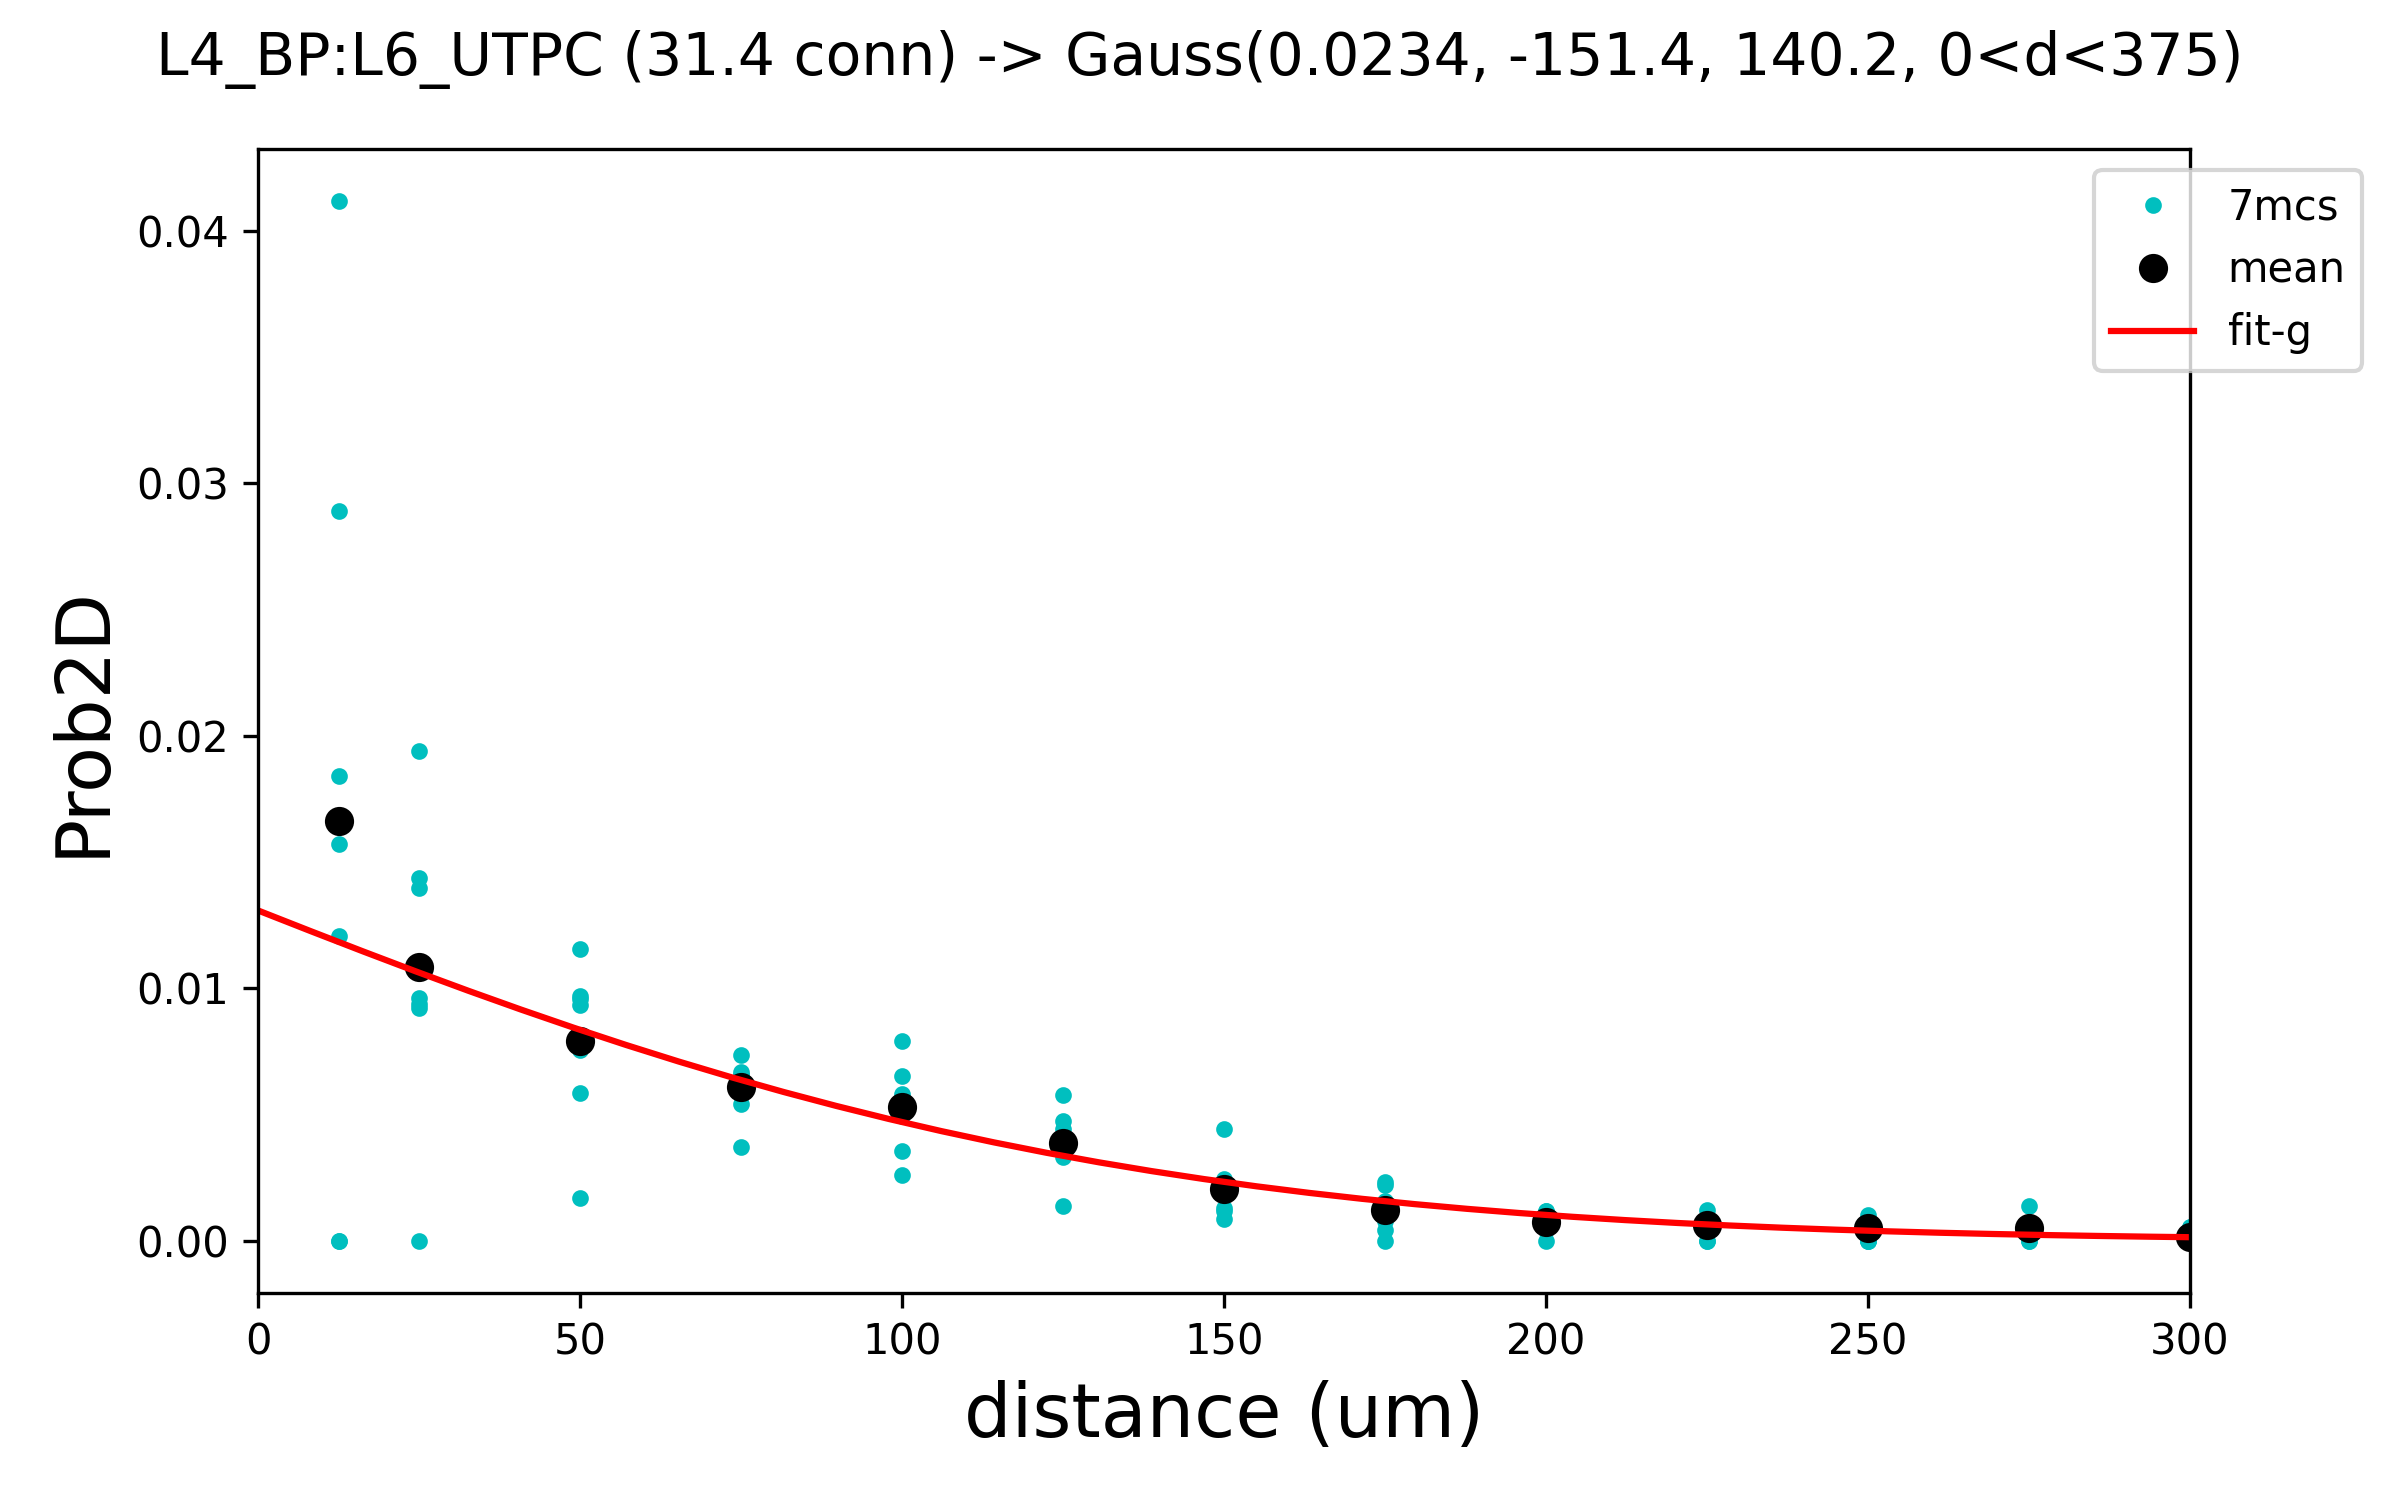 L4_BP:L6_UTPC (31.4 conn) -> Gauss(0.0234, -151.4, 140.2, 0<d<375)
7mcs
mean
fit-g
0.04
0.03
0.02
0.01
0.00
Prob2D
0 50 100 150 200 250 300
distance (um)